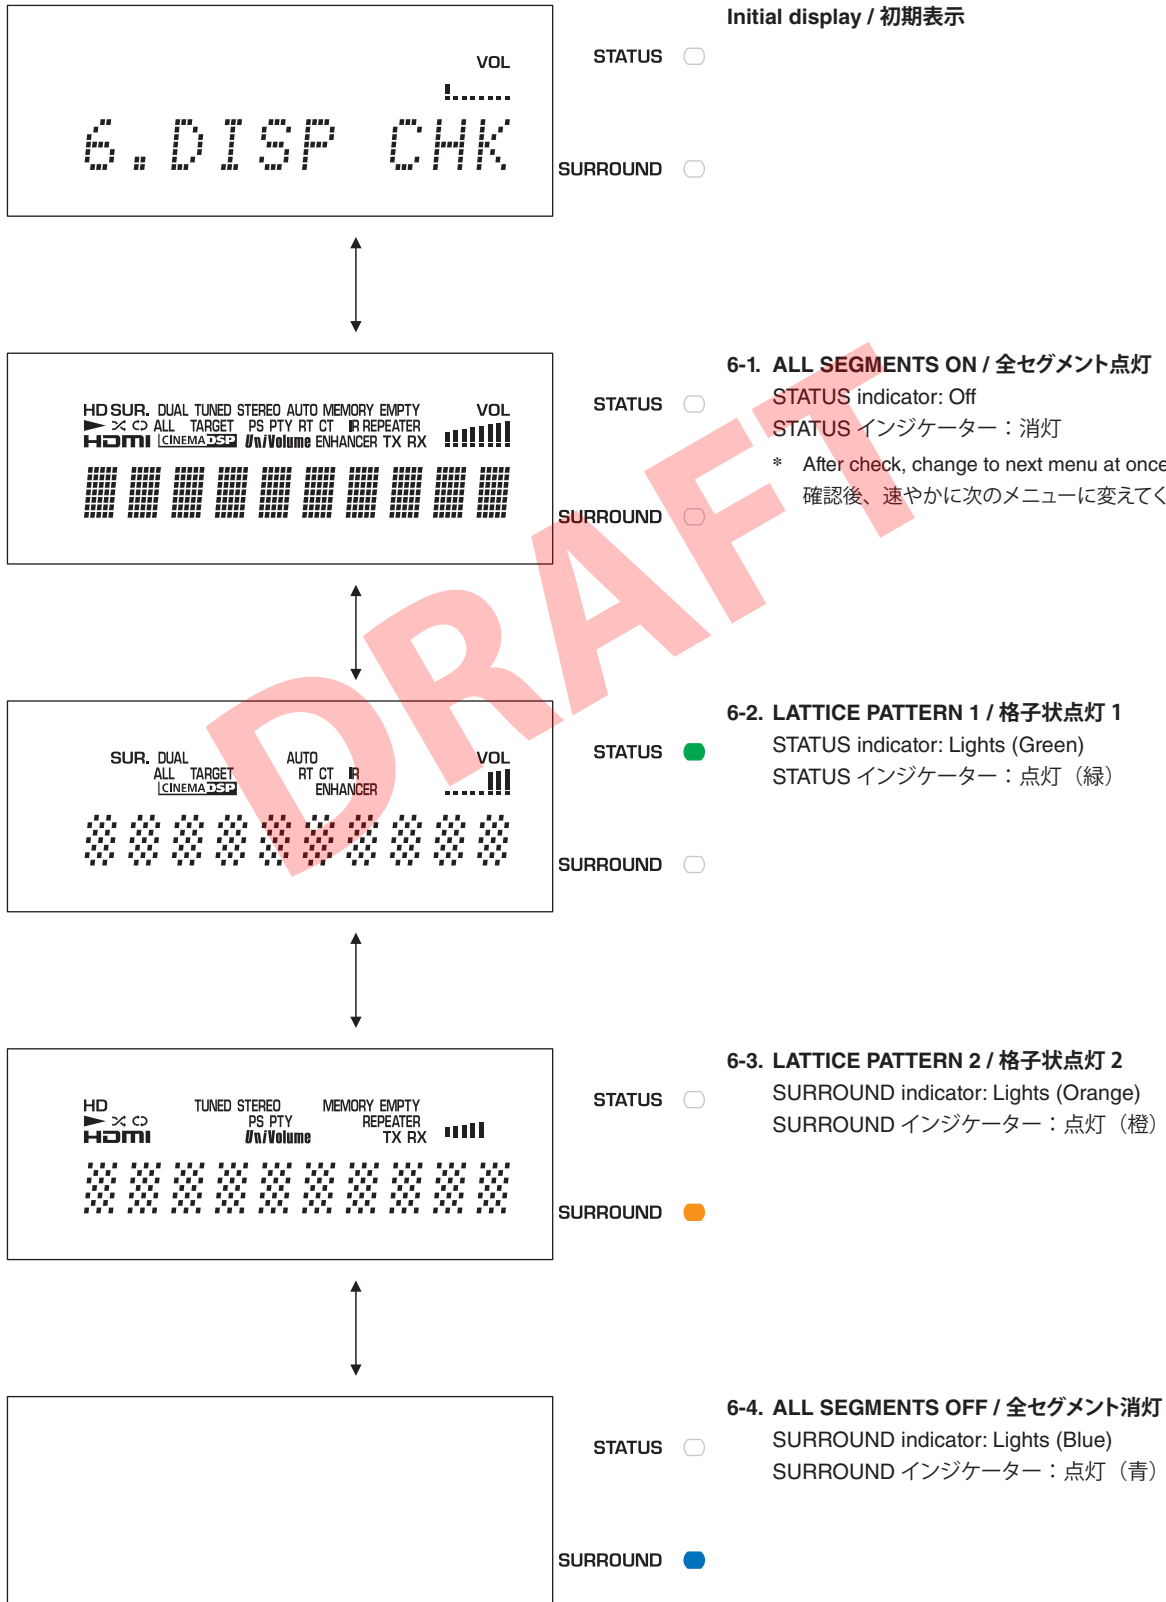 Initial display / 初期表示
VOL
6.DISP CHK
STATUS
SURROUND
6-1. ALL SEGMENTS ON / 全セグメント点灯
STATUS indicator: Off
STATUS インジケーター：消灯
* After check, change to next menu at once
確認後、速やかに次のメニューに変えてく
HD SUR. DUAL TUNED STEREO AUTO MEMORY EMPTY VOL
ALL TARGET PS PTY RT CT IR REPEATER
HDMI CINEMA DSP UniVolume ENHANCER TX RX
STATUS
SURROUND
6-2. LATTICE PATTERN 1 / 格子状点灯 1
STATUS indicator: Lights (Green)
STATUS インジケーター：点灯（緑）
SUR. DUAL AUTO VOL
ALL TARGET RT CT IR
CINEMA DSP ENHANCER
STATUS
SURROUND
6-3. LATTICE PATTERN 2 / 格子状点灯 2
SURROUND indicator: Lights (Orange)
SURROUND インジケーター：点灯（橙）
HD TUNED STEREO MEMORY EMPTY
PS PTY REPEATER
HDMI UniVolume TX RX
STATUS
SURROUND
6-4. ALL SEGMENTS OFF / 全セグメント消灯
SURROUND indicator: Lights (Blue)
SURROUND インジケーター：点灯（青）
STATUS
SURROUND
DRAFT